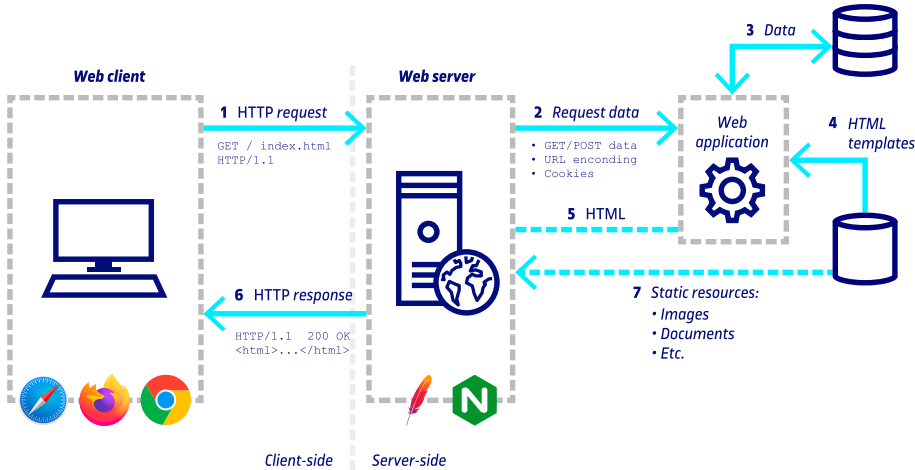 3 Data
Web client
Web server
1 HTTP request
GET / index.html
HTTP/1.1
2 Request data
• GET/POST data
• URL enconding
• Cookies
Web
application
4 HTML
templates
5 HTML
6 HTTP response
HTTP/1.1 200 OK
<html>...</html>
7 Static resources:
• Images
• Documents
• Etc.
N
Client-side
Server-side